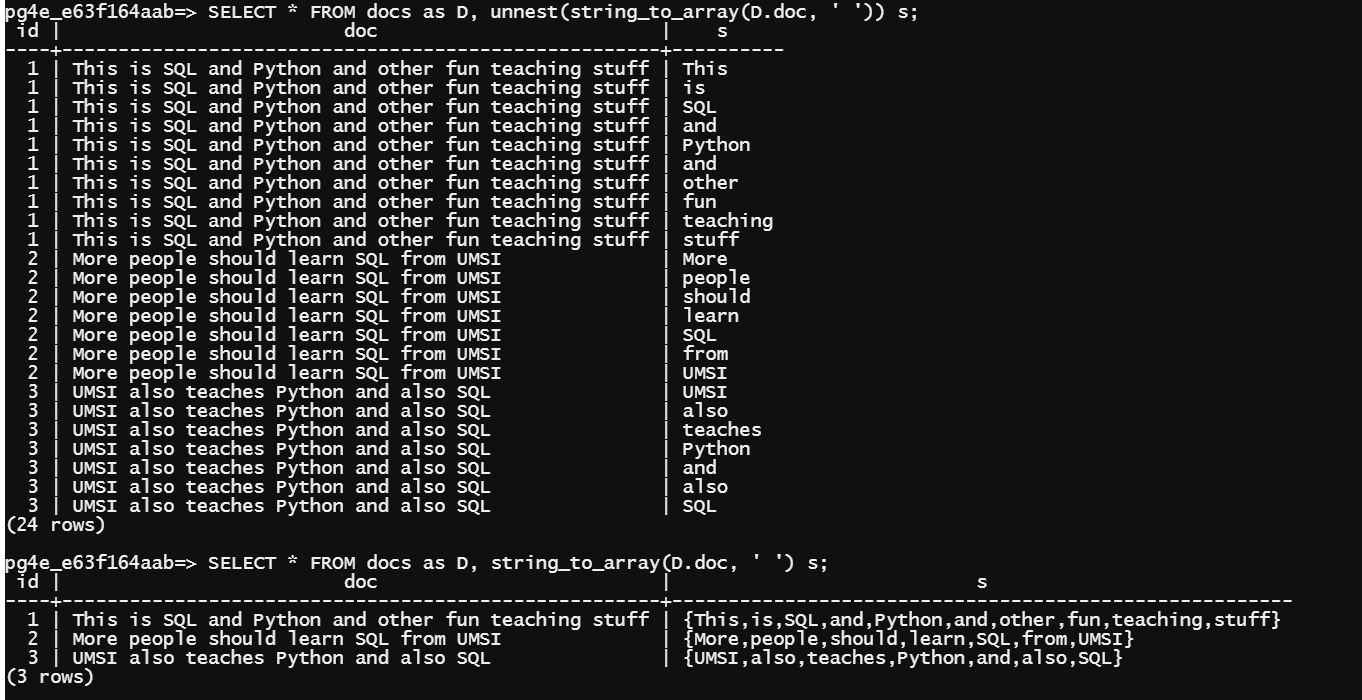 pg4e_e63f164aab=> SELECT * FROM docs as D, unnest(string_to_array(D.doc, ' ')) s;
 id |                         doc                         |    s
----+-----------------------------------------------------+----------
  1 | This is SQL and Python and other fun teaching stuff | This
  1 | This is SQL and Python and other fun teaching stuff | is
  1 | This is SQL and Python and other fun teaching stuff | SQL
  1 | This is SQL and Python and other fun teaching stuff | and
  1 | This is SQL and Python and other fun teaching stuff | Python
  1 | This is SQL and Python and other fun teaching stuff | and
  1 | This is SQL and Python and other fun teaching stuff | other
  1 | This is SQL and Python and other fun teaching stuff | fun
  1 | This is SQL and Python and other fun teaching stuff | teaching
  1 | This is SQL and Python and other fun teaching stuff | stuff
  2 | More people should learn SQL from UMSI              | More
  2 | More people should learn SQL from UMSI              | people
  2 | More people should learn SQL from UMSI              | should
  2 | More people should learn SQL from UMSI              | learn
  2 | More people should learn SQL from UMSI              | SQL
  2 | More people should learn SQL from UMSI              | from
  2 | More people should learn SQL from UMSI              | UMSI
  3 | UMSI also teaches Python and also SQL               | UMSI
  3 | UMSI also teaches Python and also SQL               | also
  3 | UMSI also teaches Python and also SQL               | teaches
  3 | UMSI also teaches Python and also SQL               | Python
  3 | UMSI also teaches Python and also SQL               | and
  3 | UMSI also teaches Python and also SQL               | also
  3 | UMSI also teaches Python and also SQL               | SQL
(24 rows)

pg4e_e63f164aab=> SELECT * FROM docs as D, string_to_array(D.doc, ' ') s;
 id |                         doc                         |                           s
----+-----------------------------------------------------+-------------------------------------------------------
  1 | This is SQL and Python and other fun teaching stuff | {This,is,SQL,and,Python,and,other,fun,teaching,stuff}
  2 | More people should learn SQL from UMSI              | {More,people,should,learn,SQL,from,UMSI}
  3 | UMSI also teaches Python and also SQL               | {UMSI,also,teaches,Python,and,also,SQL}
(3 rows)